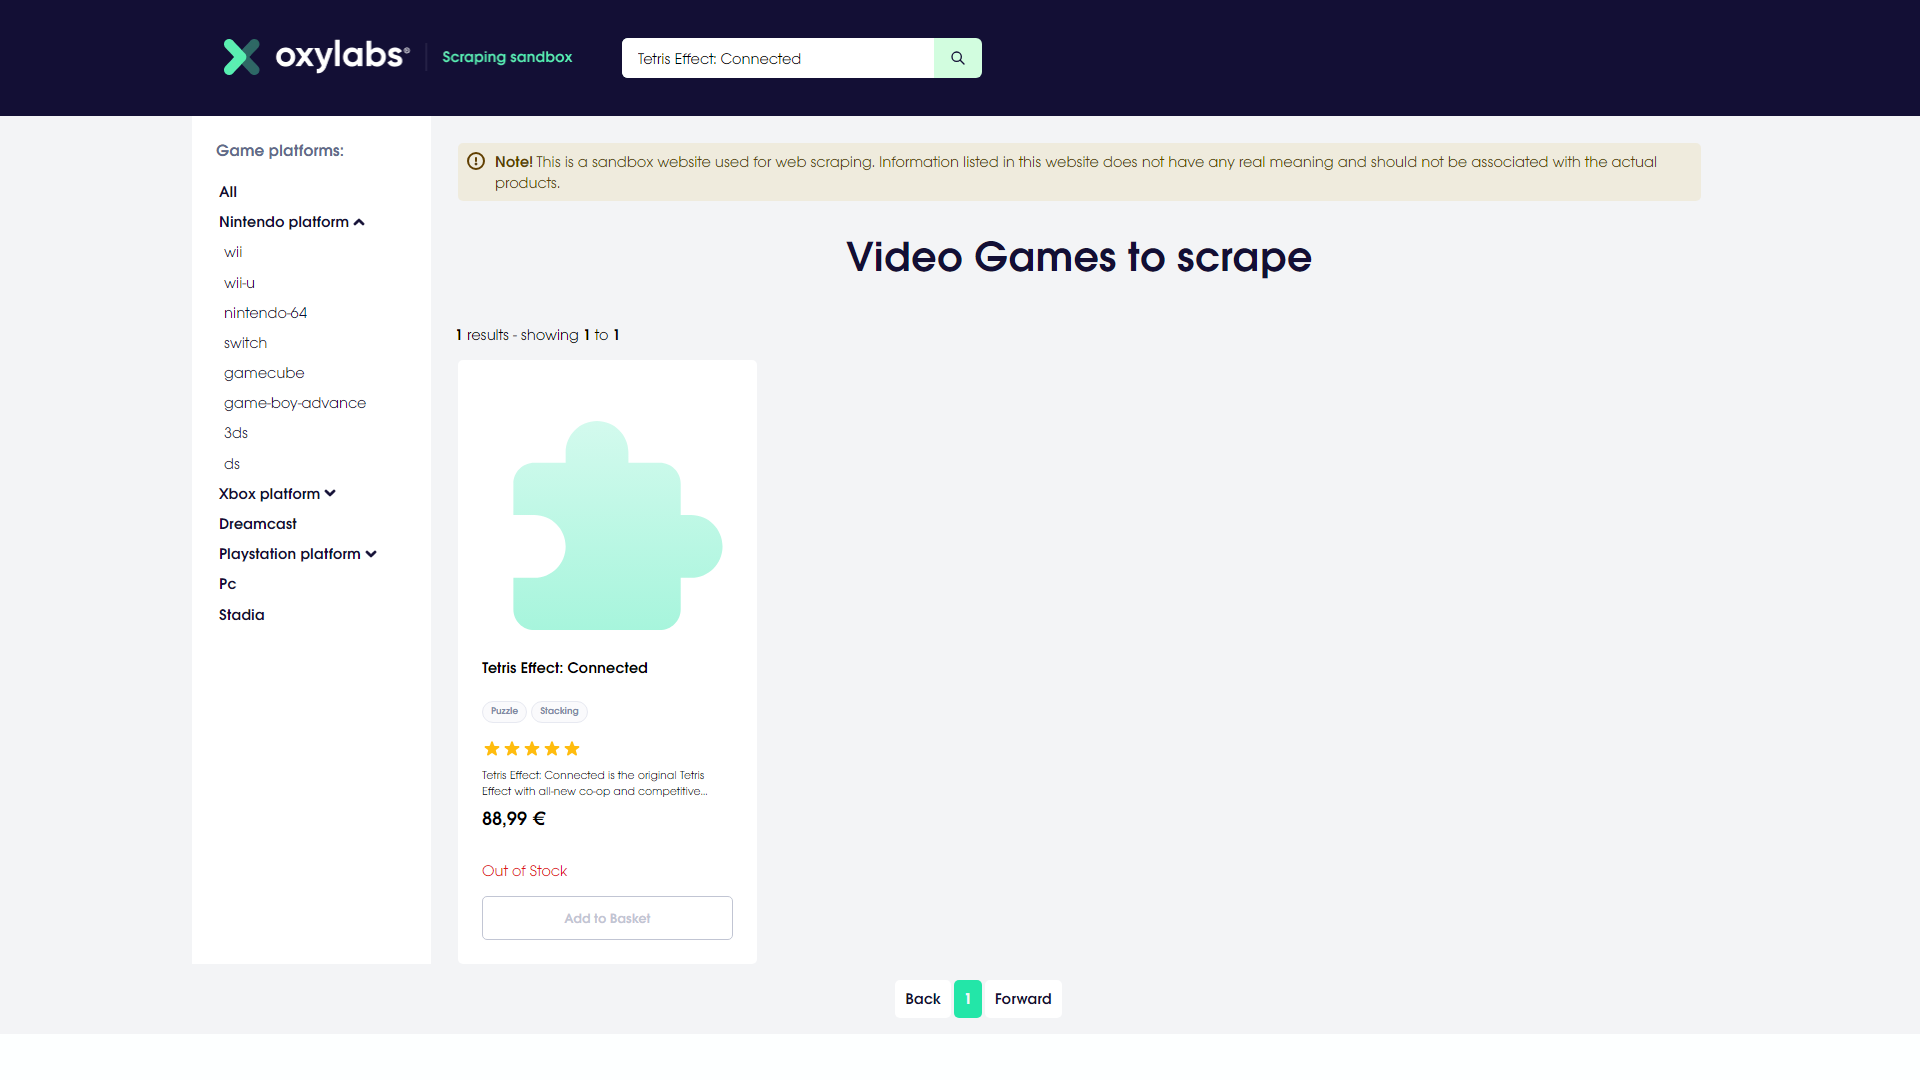 oxylabs®
Scraping sandbox
Tetris Effect: Connected
Game platforms:
All
Nintendo platform
wii
wii-u
nintendo-64
switch
gamecube
game-boy-advance
3ds
ds
Xbox platform
Dreamcast
Playstation platform
Pc
Stadia
Note! This is a sandbox website used for web scraping. Information listed in this website does not have any real meaning and should not be associated with the actual
products.
Video Games to scrape
1 results - showing 1 to 1
Tetris Effect: Connected
Puzzle Stacking
Tetris Effect: Connected is the original Tetris
Effect with all-new co-op and competitive...
88,99 €
Out of Stock
Add to Basket
Back 1 Forward